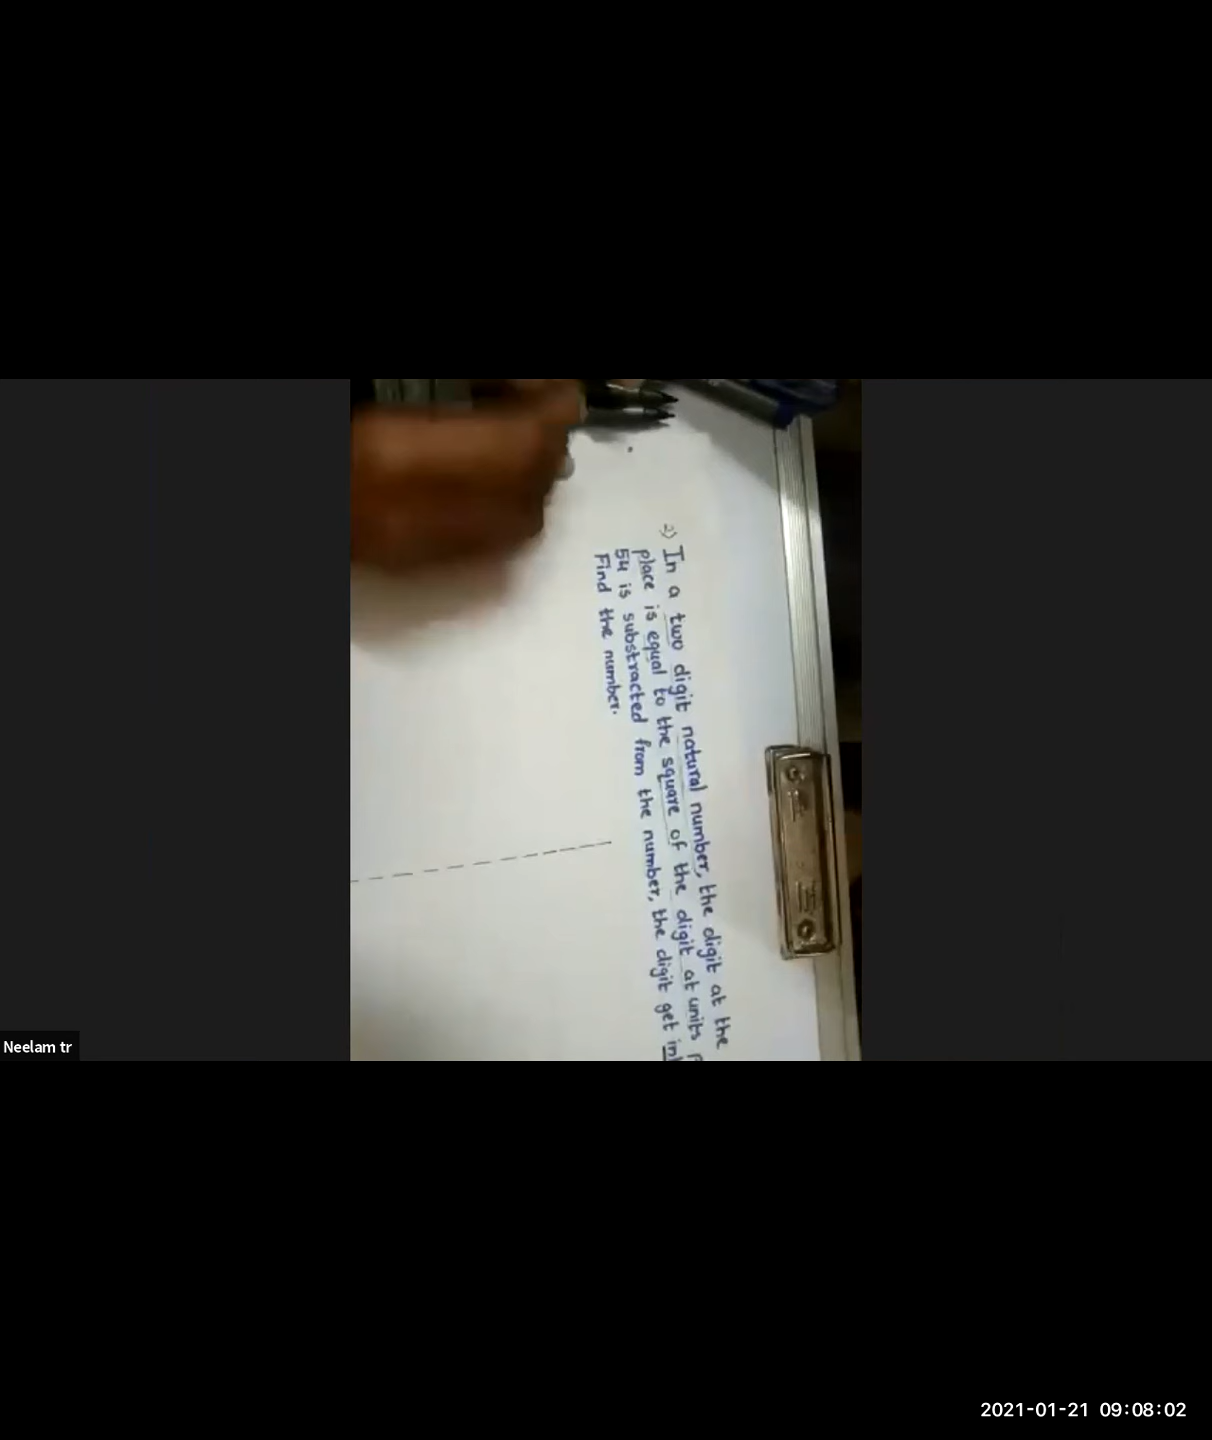 2) In a two digit natural number, the digit at the
place is equal to the square of the digit at units
54 is substracted from the number, the digit get
Find the number.
Neelam tr
2021-01-21 09:08:02